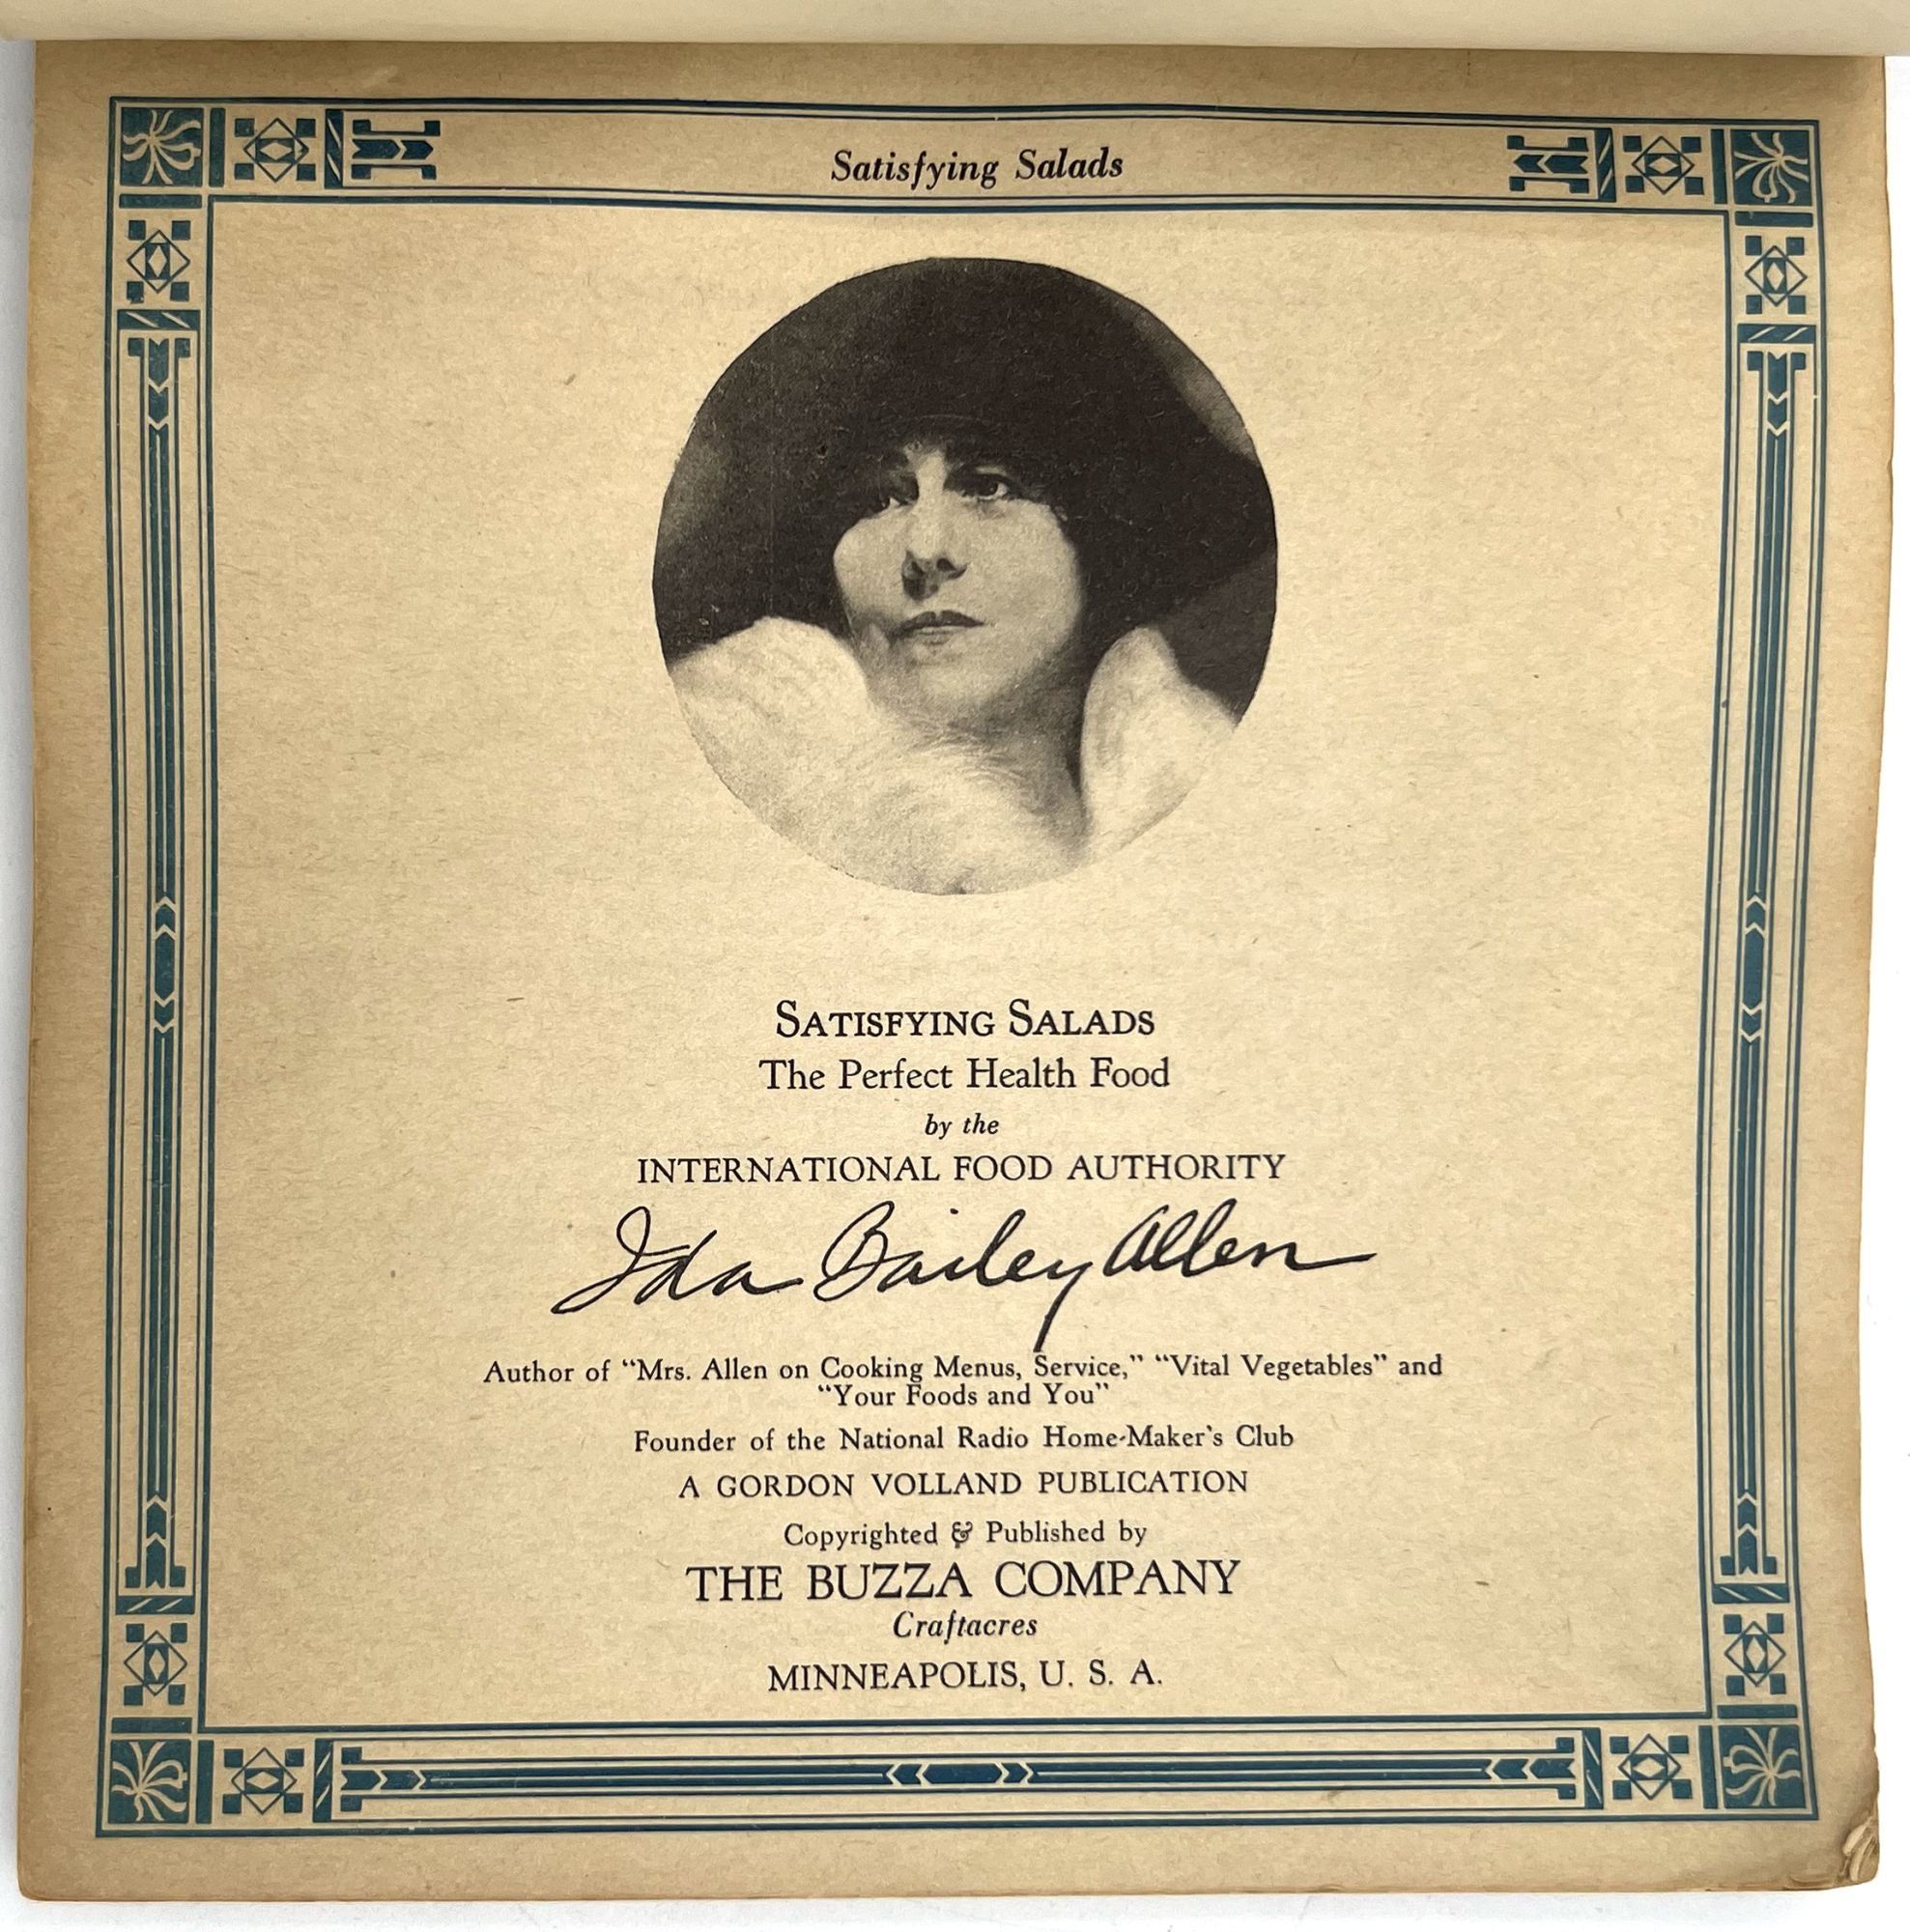 Satisfying Salads
SATISFYING SALADS
The Perfect Health Food
by the
INTERNATIONAL FOOD AUTHORITY
Ida Bailey Allen
Author of “Mrs. Allen on Cooking Menus, Service,” “Vital Vegetables” and
“Your Foods and You”
Founder of the National Radio Home-Maker's Club
A GORDON VOLLAND PUBLICATION
Copyrighted & Published by
THE BUZZA COMPANY
Craftacres
MINNEAPOLIS, U. S. A.